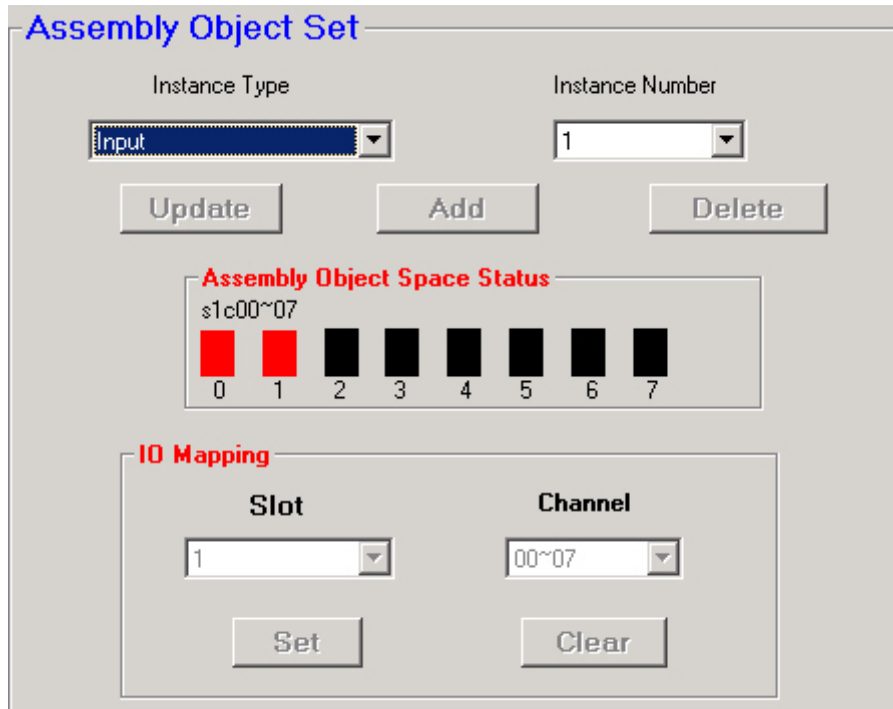 Assembly Object Set
Instance Type Instance Number
Input 1
Update Add Delete
Assembly Object Space Status
s1c00~07
0 1 2 3 4 5 6 7
IO Mapping
Slot Channel
1 00~07
Set Clear